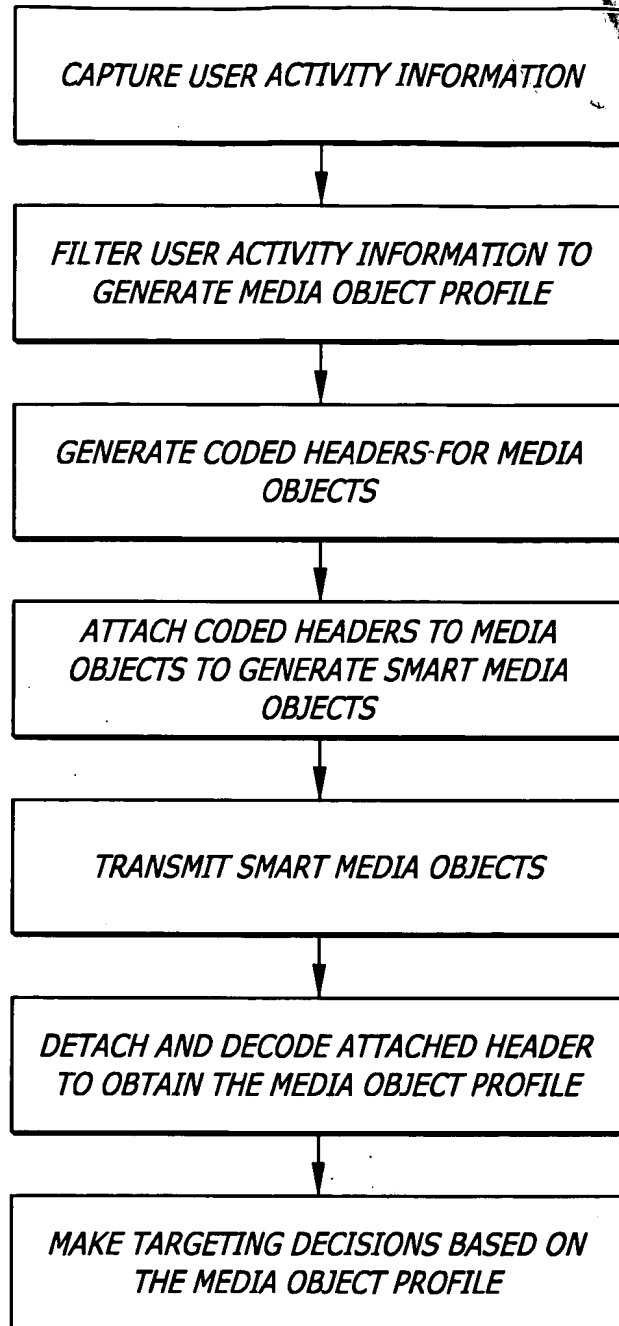 CAPTURE USER ACTIVITY INFORMATION
FILTER USER ACTIVITY INFORMATION TO
GENERATE MEDIA OBJECT PROFILE
GENERATE CODED HEADERS FOR MEDIA
OBJECTS
ATTACH CODED HEADERS TO MEDIA
OBJECTS TO GENERATE SMART MEDIA
OBJECTS
TRANSMIT SMART MEDIA OBJECTS
DETACH AND DECODE ATTACHED HEADER
TO OBTAIN THE MEDIA OBJECT PROFILE
MAKE TARGETING DECISIONS BASED ON
THE MEDIA OBJECT PROFILE